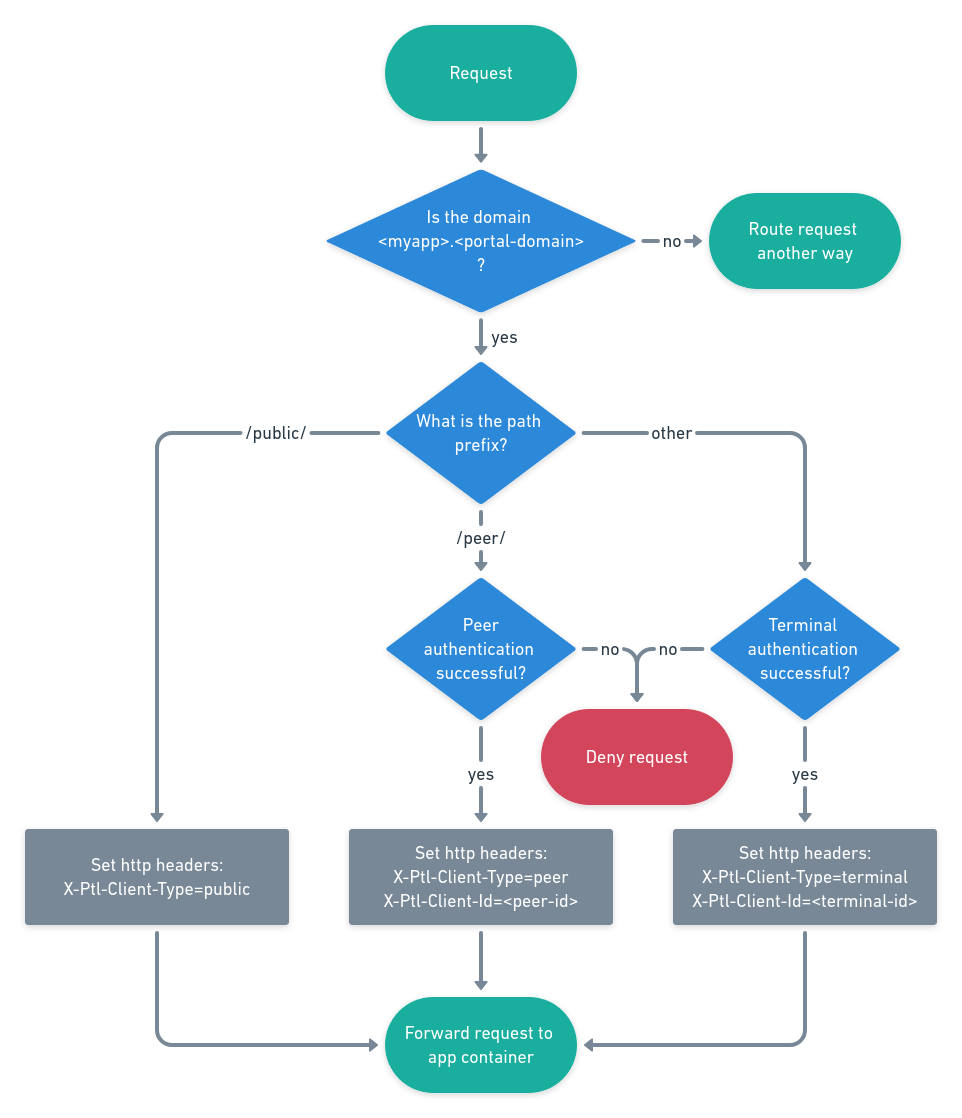 Request
Is the domain
<myapp>.<portal-domain>
?
no
Route request
another way
yes
What is the path
prefix?
/public/
other
/peer/
Peer
authentication
successful?
no
no
Terminal
authentication
successful?
Deny request
yes
yes
Set http headers:
X-Ptl-Client-Type=public
Set http headers:
X-Ptl-Client-Type=peer
X-Ptl-Client-Id=<peer-id>
Set http headers:
X-Ptl-Client-Type=terminal
X-Ptl-Client-Id=<terminal-id>
Forward request to
app container